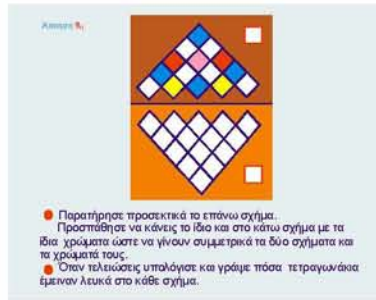 Άσκηση 9η
Παρατήρησε προσεκτικά το επάνω σχήμα.
Προσπάθησε να κάνεις το ίδιο και στο κάτω σχήμα με τα
ίδια χρώματα ώστε να γίνουν συμμετρικά τα δύο σχήματα και
τα χρώματά τους.
Όταν τελειώσεις υπολόγισε και γράψε πόσα τετραγωνάκια
έμειναν λευκά στο κάθε σχήμα.